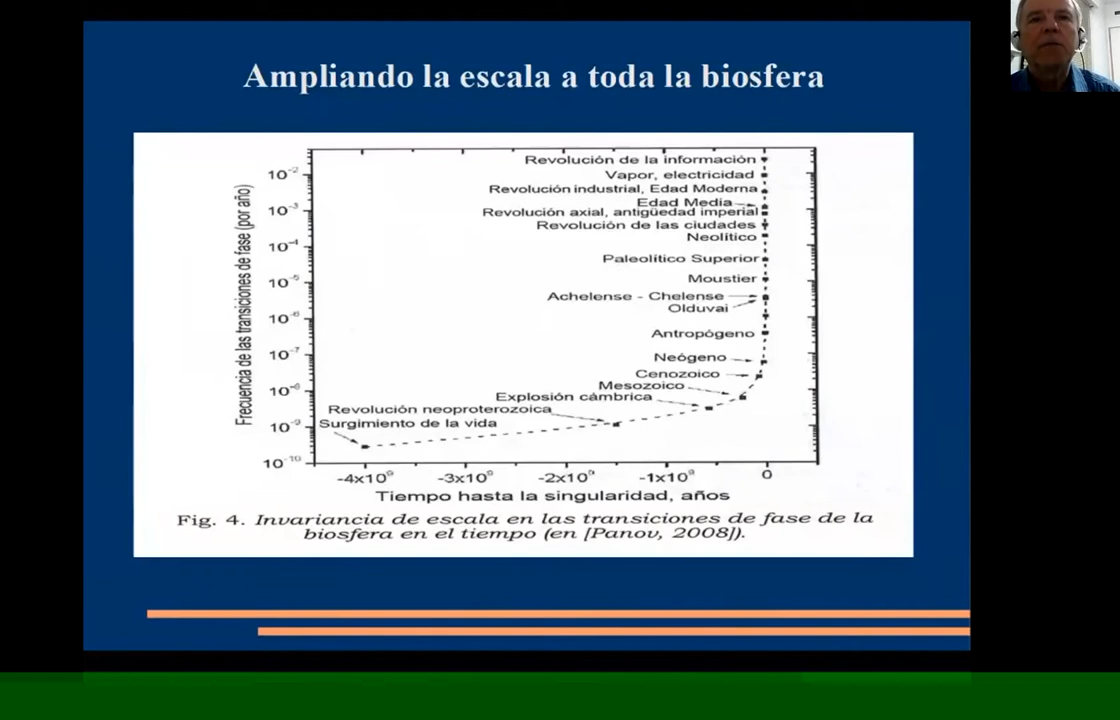 Ampliando la escala a toda la biosfera
Frecuencia de las transiciones de fase (por año)
10⁻²
10⁻³
10⁻⁴
10⁻⁵
10⁻⁶
10⁻⁷
10⁻⁸
10⁻⁹
10⁻¹⁰
Revolución de la información
Vapor, electricidad
Revolución industrial, Edad Moderna
Edad Media
Revolución axial, antigüedad imperial
Revolución de las ciudades
Neolítico
Paleolítico Superior
Moustier
Achelense - Chelense
Olduvai
Antropógeno
Neógeno
Cenozoico
Mesozoico
Explosión cámbrica
Revolución neoproterozoica
Surgimiento de la vida
-4x10⁹ -3x10⁹ -2x10⁹ -1x10⁹ 0
Tiempo hasta la singularidad, años
Fig. 4. Invariancia de escala en las transiciones de fase de la
biosfera en el tiempo (en [Panov, 2008]).